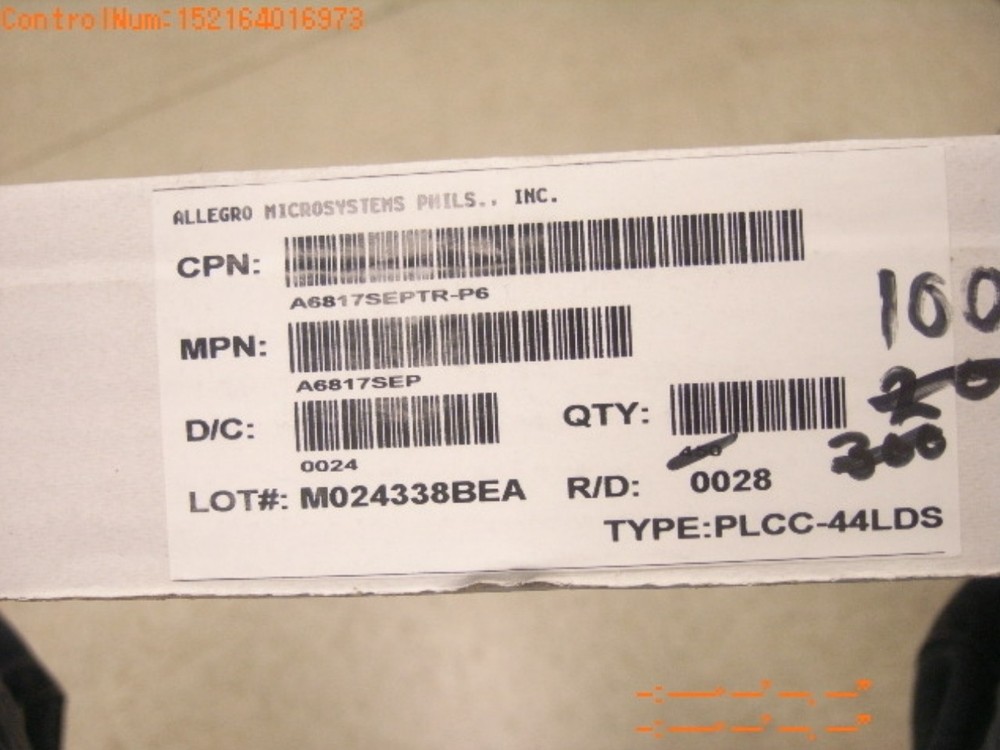 ControlNum:152164016973
ALLEGRO MICROSYSTEMS PHILS., INC.
CPN:
A6817SEPTR-P6
100
MPN:
A6817SEP
20
D/C:
QTY:
300
0024
LOT#: M024338BEA R/D: 0028
TYPE:PLCC-44LDS